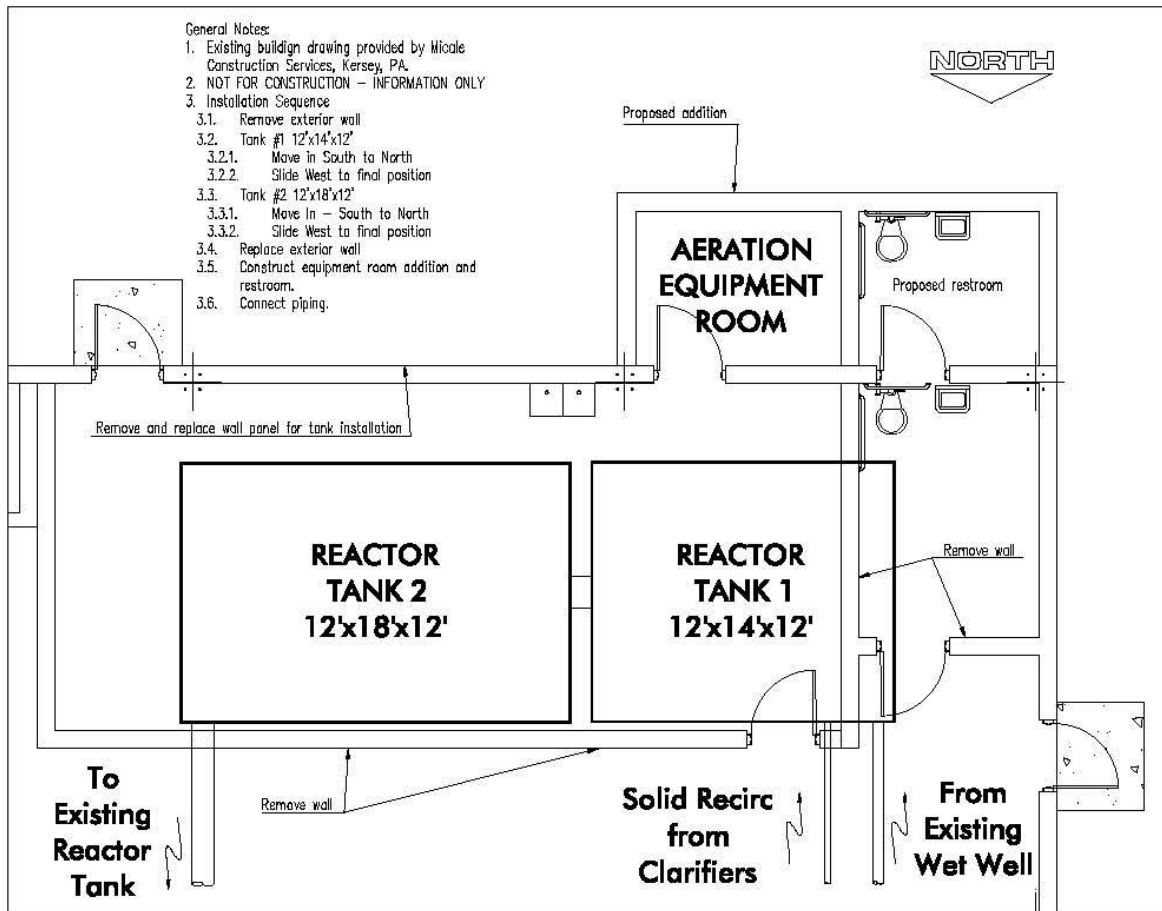 General Notes:
1. Existing buildign drawing provided by Micale
Construction Services, Kersey, PA.
2. NOT FOR CONSTRUCTION – INFORMATION ONLY
3. Installation Sequence
3.1. Remove exterior wall
3.2. Tank #1 12'x14'x12'
3.2.1. Move in South to North
3.2.2. Slide West to final position
3.3. Tank #2 12'x18'x12'
3.3.1. Move In – South to North
3.3.2. Slide West to final position
3.4. Replace exterior wall
3.5. Construct equipment room addition and
restroom.
3.6. Connect piping.
NORTH
Proposed addition
AERATION
EQUIPMENT
ROOM
Proposed restroom
Remove and replace wall panel for tank installation
REACTOR
TANK 2
12'x18'x12'
REACTOR
TANK 1
12'x14'x12'
Remove wall
To
Existing
Reactor
Tank
Remove wall
Solid Recirc
from
Clarifiers
From
Existing
Wet Well